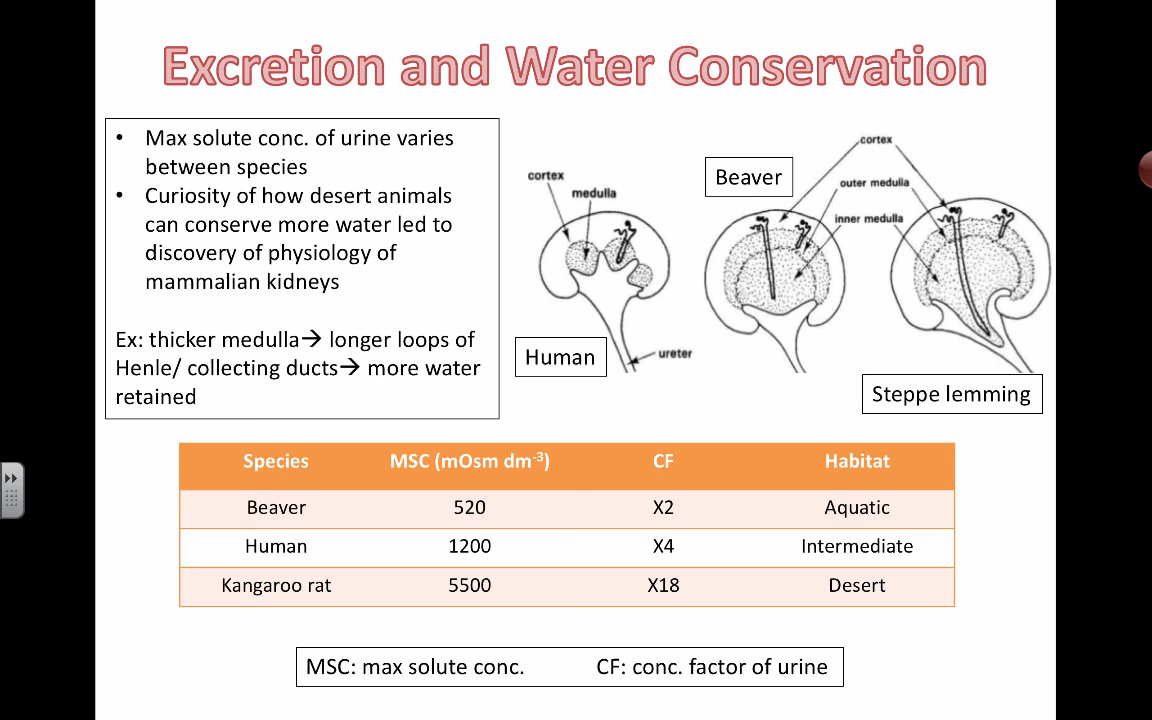 Excretion and Water Conservation
• Max solute conc. of urine varies
between species
• Curiosity of how desert animals
can conserve more water led to
discovery of physiology of
mammalian kidneys
Ex: thicker medulla→ longer loops of
Henle/ collecting ducts→ more water
retained
cortex
medulla
Human
ureter
Beaver
cortex
outer medulla
inner medulla
Steppe lemming
Species MSC (mOsm dm⁻³) CF Habitat
Beaver 520 X2 Aquatic
Human 1200 X4 Intermediate
Kangaroo rat 5500 X18 Desert
MSC: max solute conc. CF: conc. factor of urine